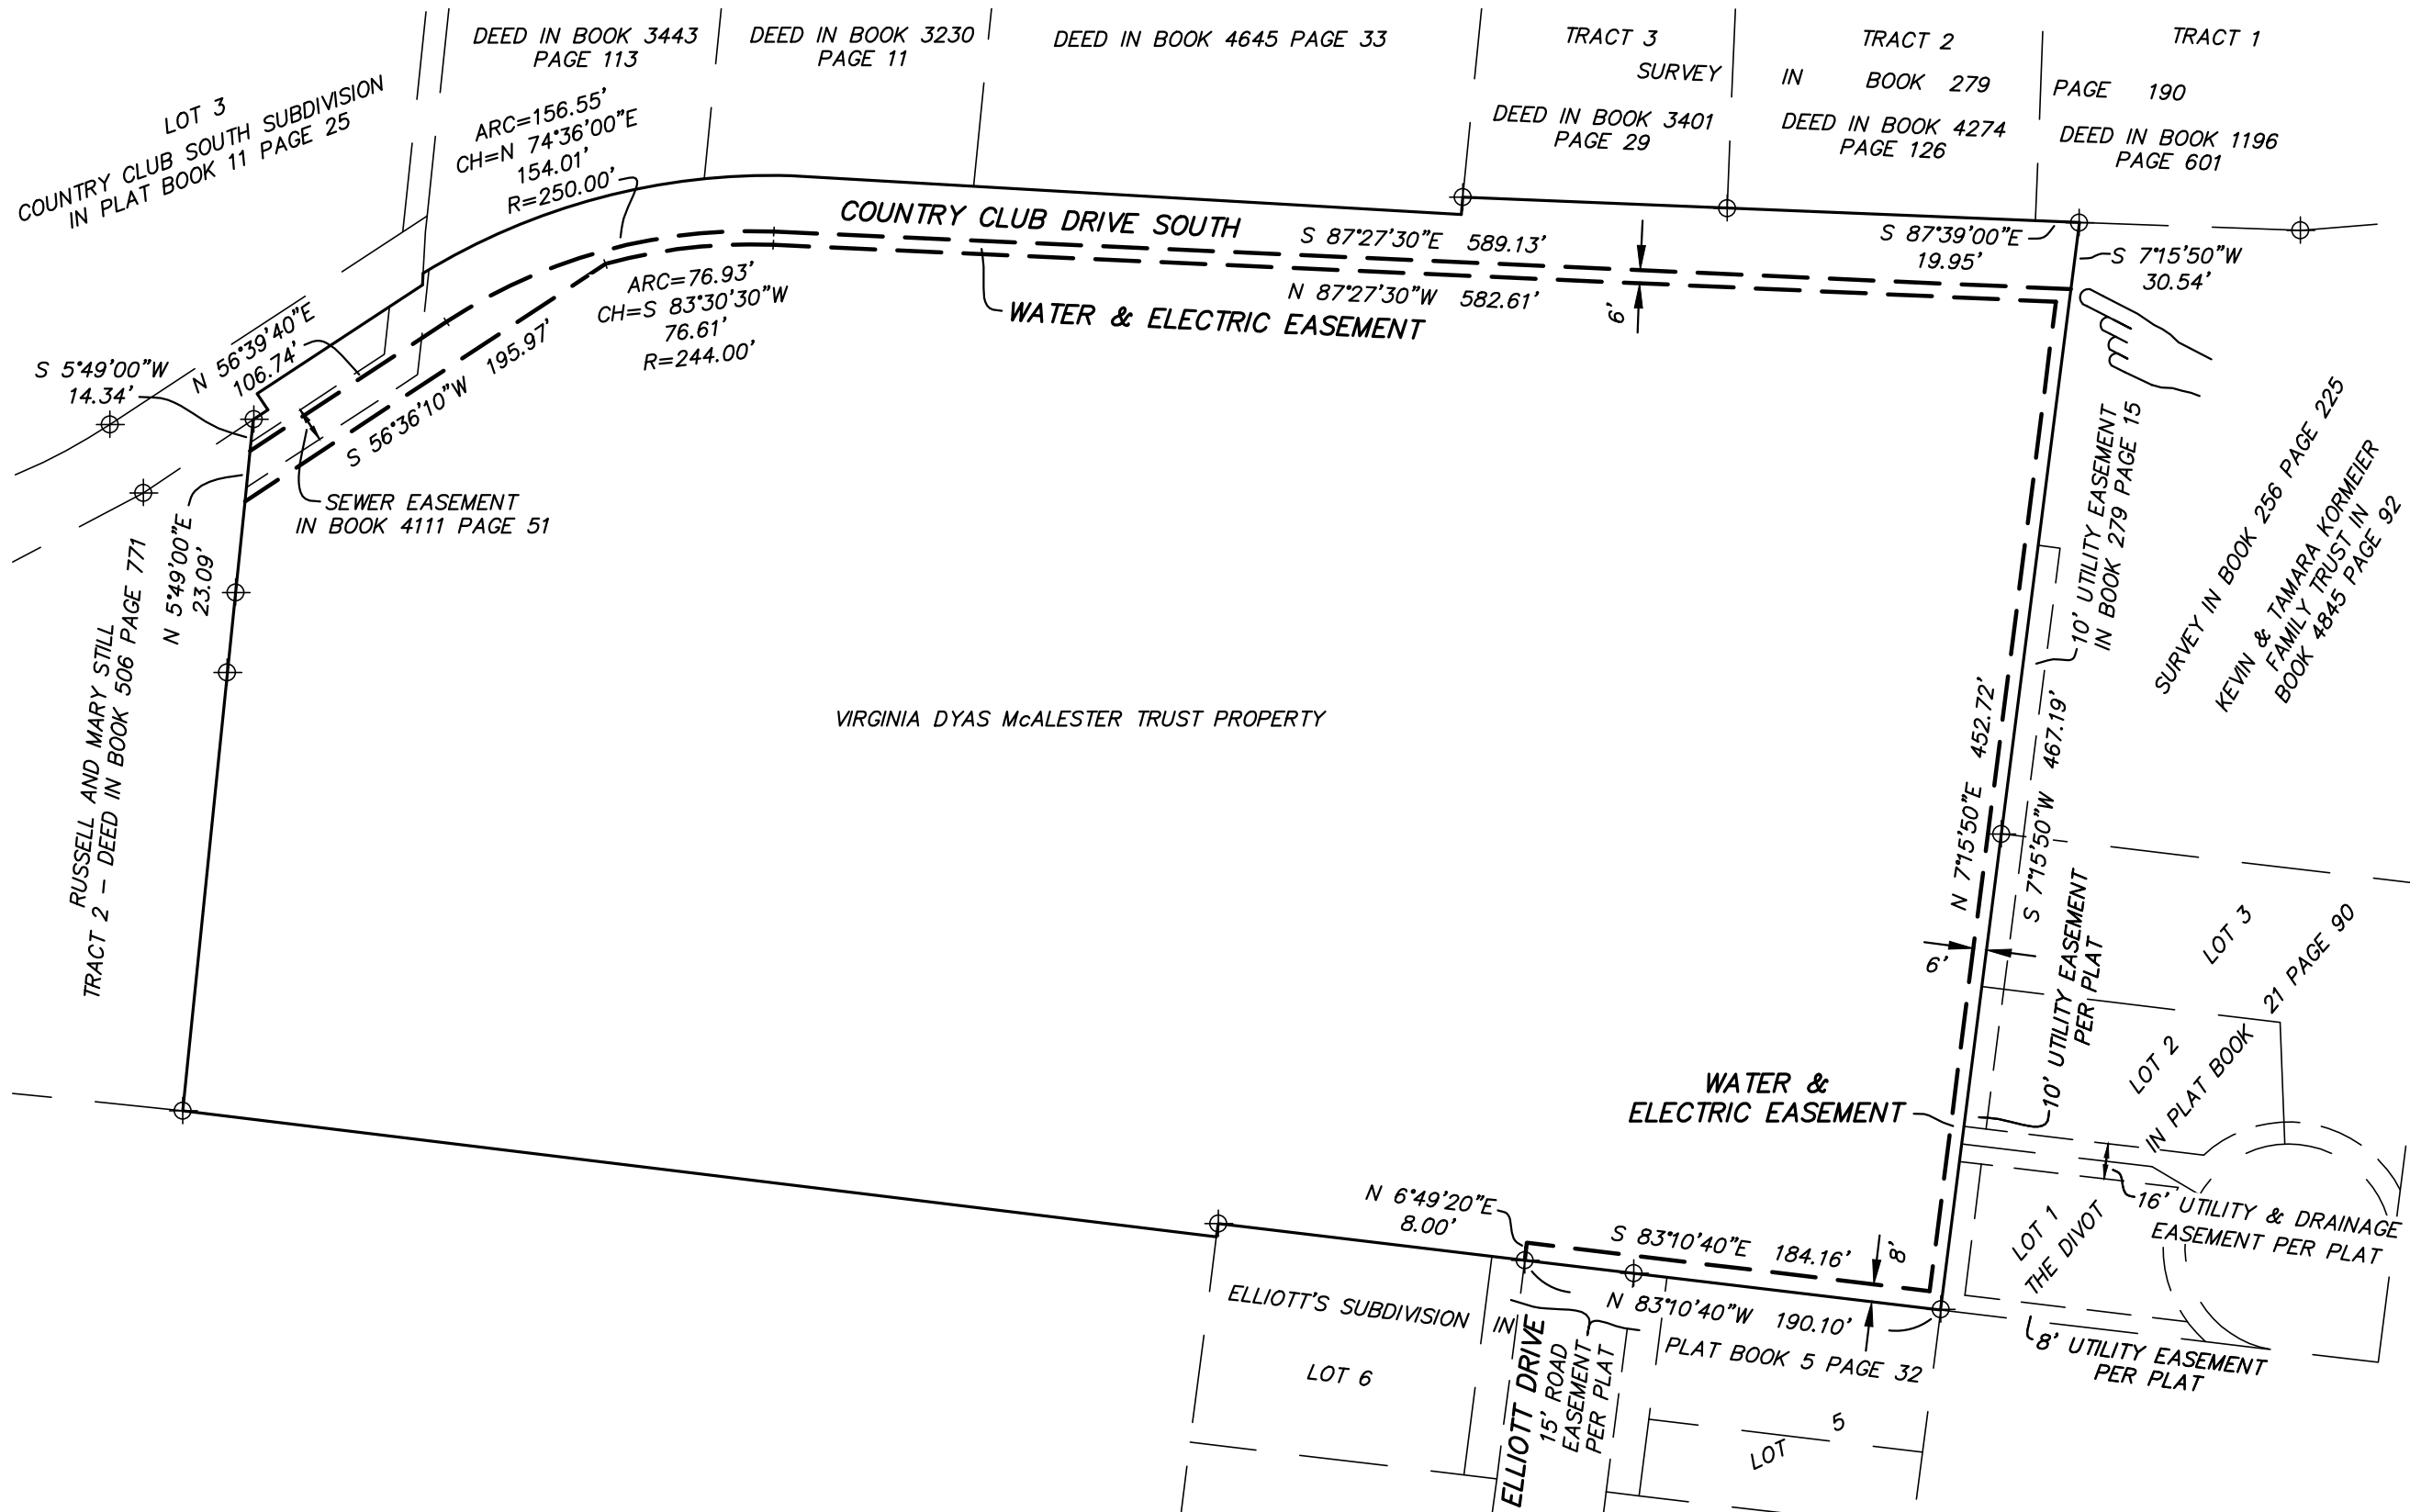 DEED IN BOOK 3443
PAGE 113
DEED IN BOOK 3230
PAGE 11
DEED IN BOOK 4645 PAGE 33
TRACT 3
TRACT 2
TRACT 1
SURVEY IN BOOK 279 PAGE 190
DEED IN BOOK 3401
PAGE 29
DEED IN BOOK 4274
PAGE 126
DEED IN BOOK 1196
PAGE 601
LOT 3
COUNTRY CLUB SOUTH SUBDIVISION
IN PLAT BOOK 11 PAGE 25
ARC=156.55'
CH=N 74°36'00"E
154.01'
R=250.00'
COUNTRY CLUB DRIVE SOUTH
S 87°27'30"E 589.13'
S 87°39'00"E
19.95'
S 7°15'50"W
30.54'
ARC=76.93'
CH=S 83°30'30"W
76.61'
R=244.00'
N 87°27'30"W 582.61'
6'
WATER & ELECTRIC EASEMENT
N 56°39'40"E
106.74'
S 5°49'00"W
14.34'
S 56°36'10"W 195.97'
SEWER EASEMENT
IN BOOK 4111 PAGE 51
N 5°49'00"E
23.09'
RUSSELL AND MARY STILL
TRACT 2 - DEED IN BOOK 506 PAGE 771
VIRGINIA DYAS McALESTER TRUST PROPERTY
10' UTILITY EASEMENT
IN BOOK 279 PAGE 15
SURVEY IN BOOK 256 PAGE 225
KEVIN & TAMARA KORMEIER
FAMILY TRUST IN
BOOK 4845 PAGE 92
N 7°15'50"E 452.72'
S 7°15'50"W 467.19'
6'
10' UTILITY EASEMENT
PER PLAT
LOT 3
LOT 2
IN PLAT BOOK 21 PAGE 90
LOT 1
THE DIVOT
WATER &
ELECTRIC EASEMENT
16' UTILITY & DRAINAGE
EASEMENT PER PLAT
N 6°49'20"E
8.00'
S 83°10'40"E 184.16'
8'
N 83°10'40"W 190.10'
8' UTILITY EASEMENT
PER PLAT
ELLIOTT'S SUBDIVISION IN PLAT BOOK 5 PAGE 32
LOT 6
ELLIOTT DRIVE
15' ROAD
EASEMENT
PER PLAT
LOT 5